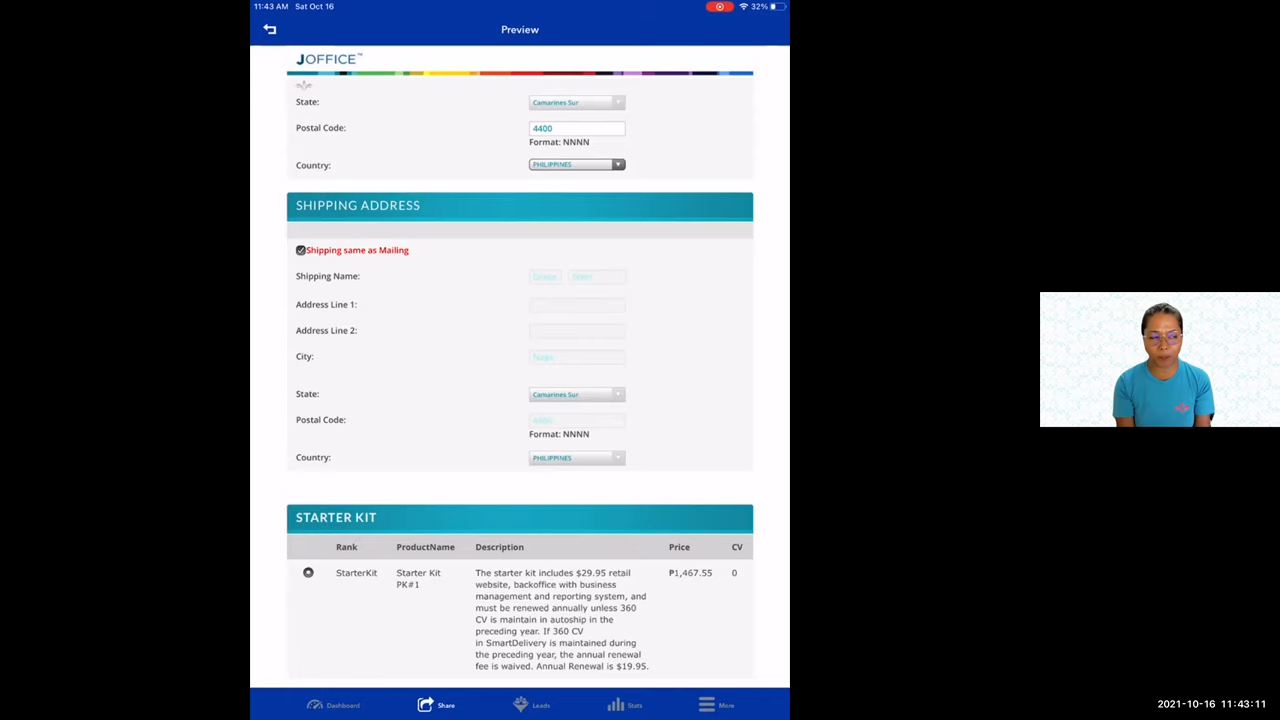 11:43 AM Sat Oct 16
32%
Preview
JOFFICE™
State:
Camarines Sur
Postal Code:
4400
Format: NNNN
Country:
PHILIPPINES
SHIPPING ADDRESS
Shipping same as Mailing
Shipping Name:
Address Line 1:
Address Line 2:
City:
Naga
State:
Camarines Sur
Postal Code:
4400
Format: NNNN
Country:
PHILIPPINES
STARTER KIT
Rank ProductName Description Price CV
StarterKit Starter Kit The starter kit includes $29.95 retail ₱1,467.55 0
PK#1 website, backoffice with business
management and reporting system, and
must be renewed annually unless 360
CV is maintain in autoship in the
preceding year. If 360 CV
in SmartDelivery is maintained during
the preceding year, the annual renewal
fee is waived. Annual Renewal is $19.95.
Dashboard Share Leads Stats More
2021-10-16 11:43:11